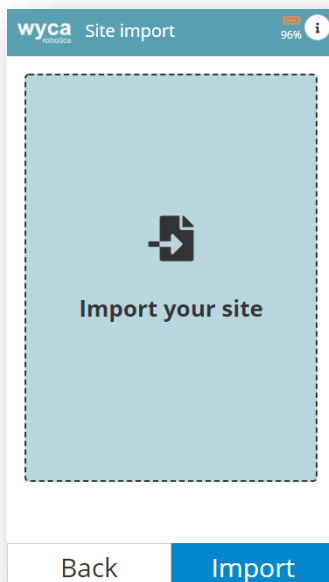 wyca
robotics
Site import
96%
i
Import your site
Back
Import